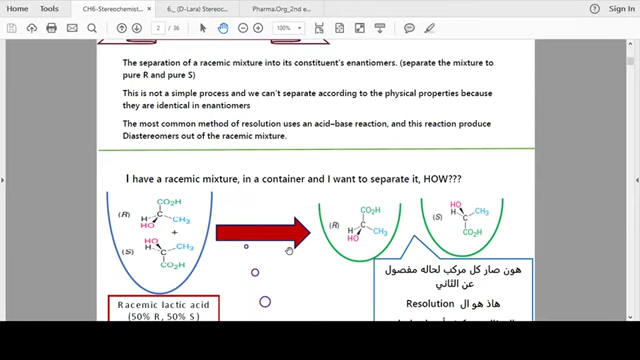 CH6-Stereochemist...
6._ (D-Lara) Stereoc...
Pharma.Org_2nd e...
2 / 36
100%
The separation of a racemic mixture into its constituent's enantiomers. (separate the mixture to
pure R and pure S)
This is not a simple process and we can't separate according to the physical properties because
they are identical in enantiomers
The most common method of resolution uses an acid–base reaction, and this reaction produce
Diastereomers out of the racemic mixture.
I have a racemic mixture, in a container and I want to separate it, HOW???
CO₂H
(R)
H
C
CH₃
HO
+
HO
(S)
H
C
CH₃
CO₂H
CO₂H
(R)
H
C
CH₃
HO
HO
(S)
H
C
CH₃
CO₂H
هون صار كل مركب لحاله مفصول
عن الثاني
هاذ هو ال Resolution
Racemic lactic acid
(50% R, 50% S)